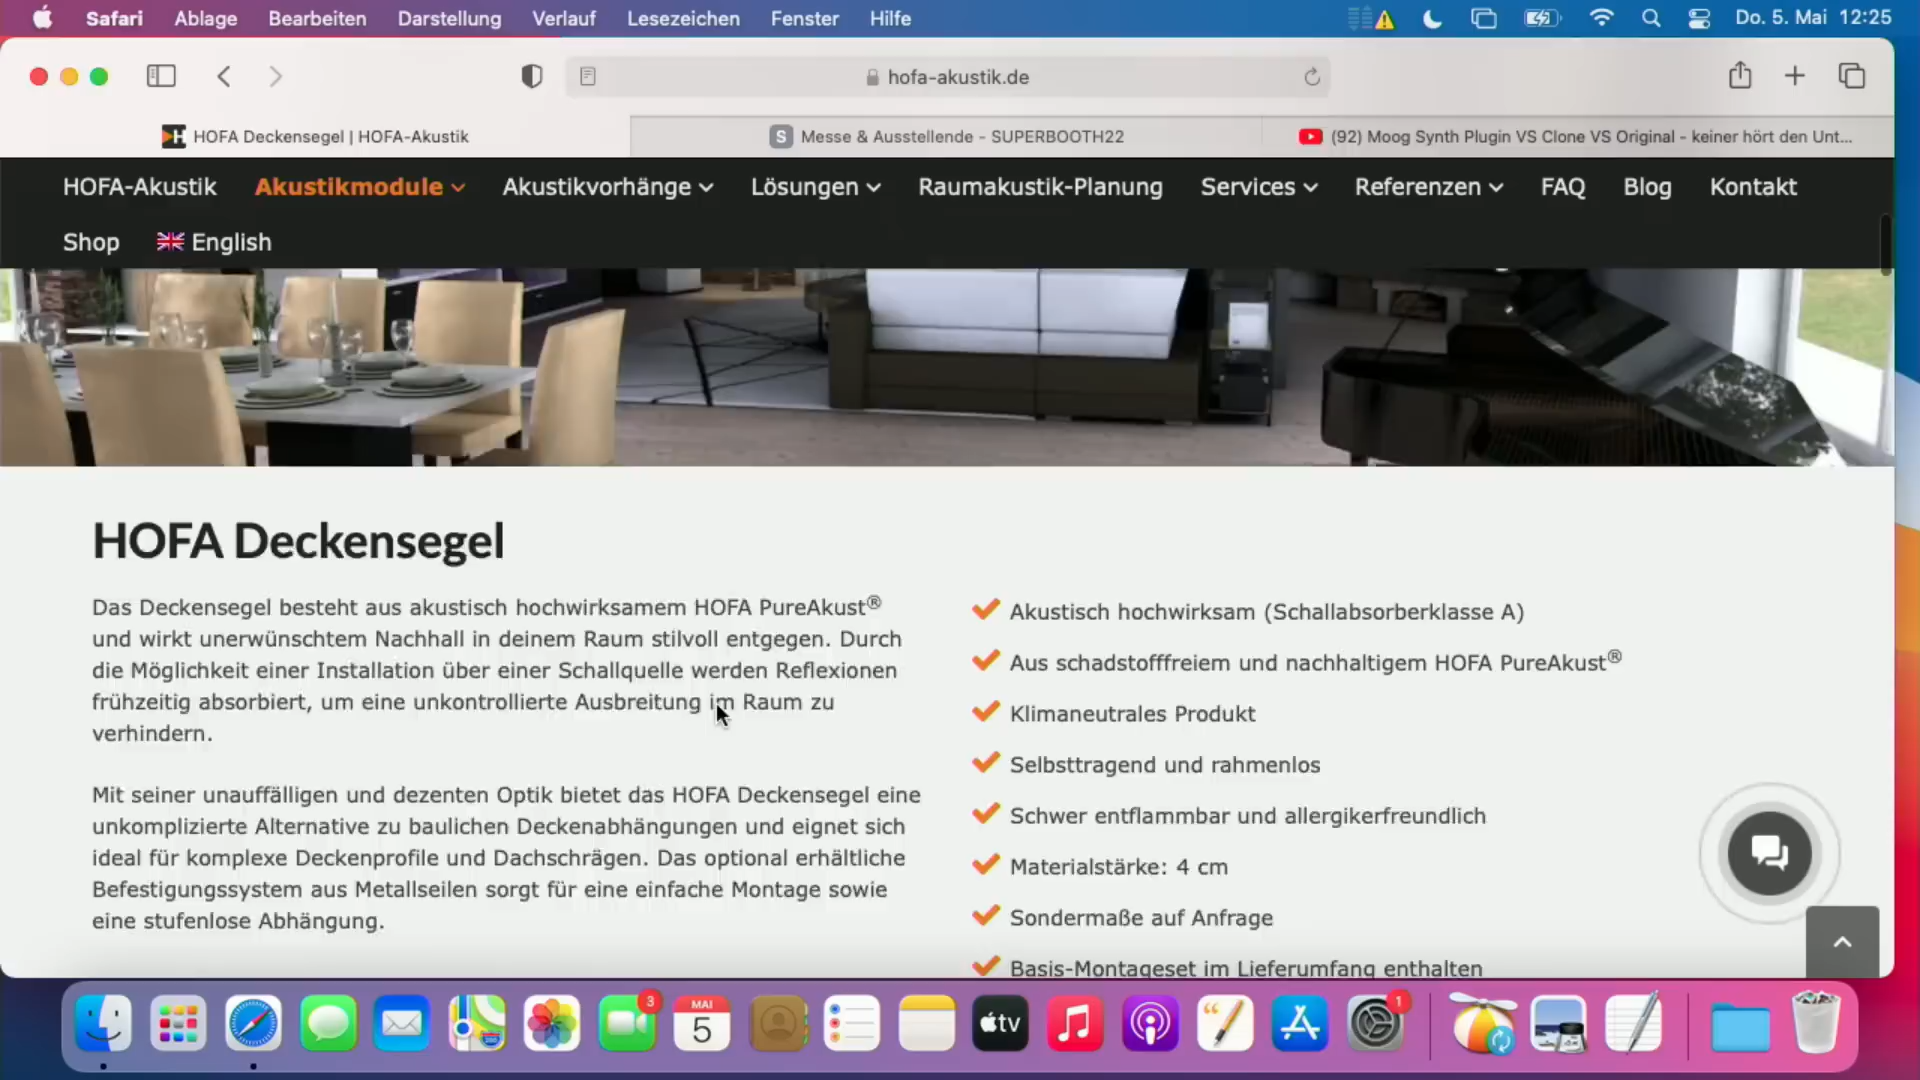 Safari Ablage Bearbeiten Darstellung Verlauf Lesezeichen Fenster Hilfe Do. 5. Mai 12:25
hofa-akustik.de
HOFA Deckensegel | HOFA-Akustik
S Messe & Ausstellende - SUPERBOOTH22
(92) Moog Synth Plugin VS Clone VS Original - keiner hört den Unt...
HOFA-Akustik Akustikmodule Akustikvorhänge Lösungen Raumakustik-Planung Services Referenzen FAQ Blog Kontakt
Shop English
HOFA Deckensegel
Das Deckensegel besteht aus akustisch hochwirksamem HOFA PureAkust®
und wirkt unerwünschtem Nachhall in deinem Raum stilvoll entgegen. Durch
die Möglichkeit einer Installation über einer Schallquelle werden Reflexionen
frühzeitig absorbiert, um eine unkontrollierte Ausbreitung im Raum zu
verhindern.
Mit seiner unauffälligen und dezenten Optik bietet das HOFA Deckensegel eine
unkomplizierte Alternative zu baulichen Deckenabhängungen und eignet sich
ideal für komplexe Deckenprofile und Dachschrägen. Das optional erhältliche
Befestigungssystem aus Metallseilen sorgt für eine einfache Montage sowie
eine stufenlose Abhängung.
Akustisch hochwirksam (Schallabsorberklasse A)
Aus schadstofffreiem und nachhaltigem HOFA PureAkust®
Klimaneutrales Produkt
Selbsttragend und rahmenlos
Schwer entflammbar und allergikerfreundlich
Materialstärke: 4 cm
Sondermaße auf Anfrage
Basis-Montageset im Lieferumfang enthalten
3
MAI
5
tv
1